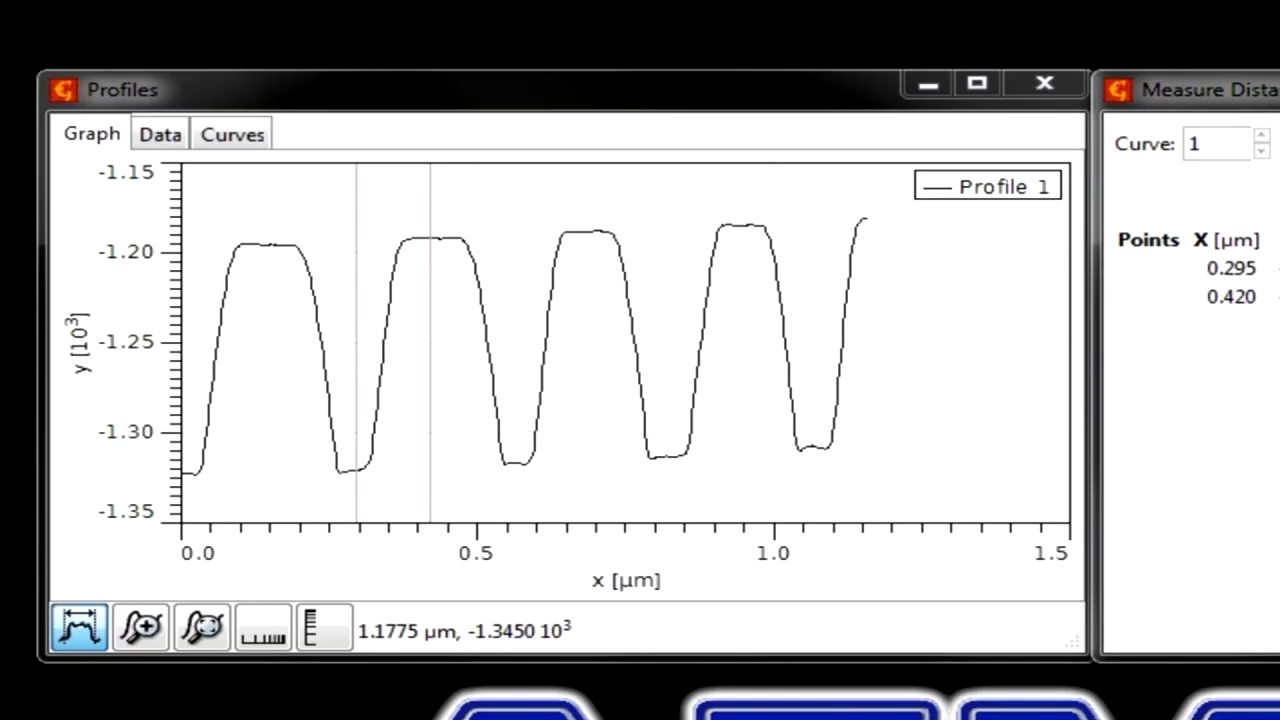 Profiles
Measure Dista
Graph Data Curves
Curve: 1
-1.15
Profile 1
Points X [µm]
-1.20
0.295
0.420
y [10³]
-1.25
-1.30
-1.35
0.0 0.5 1.0 1.5
x [µm]
1.1775 µm, -1.3450 10³